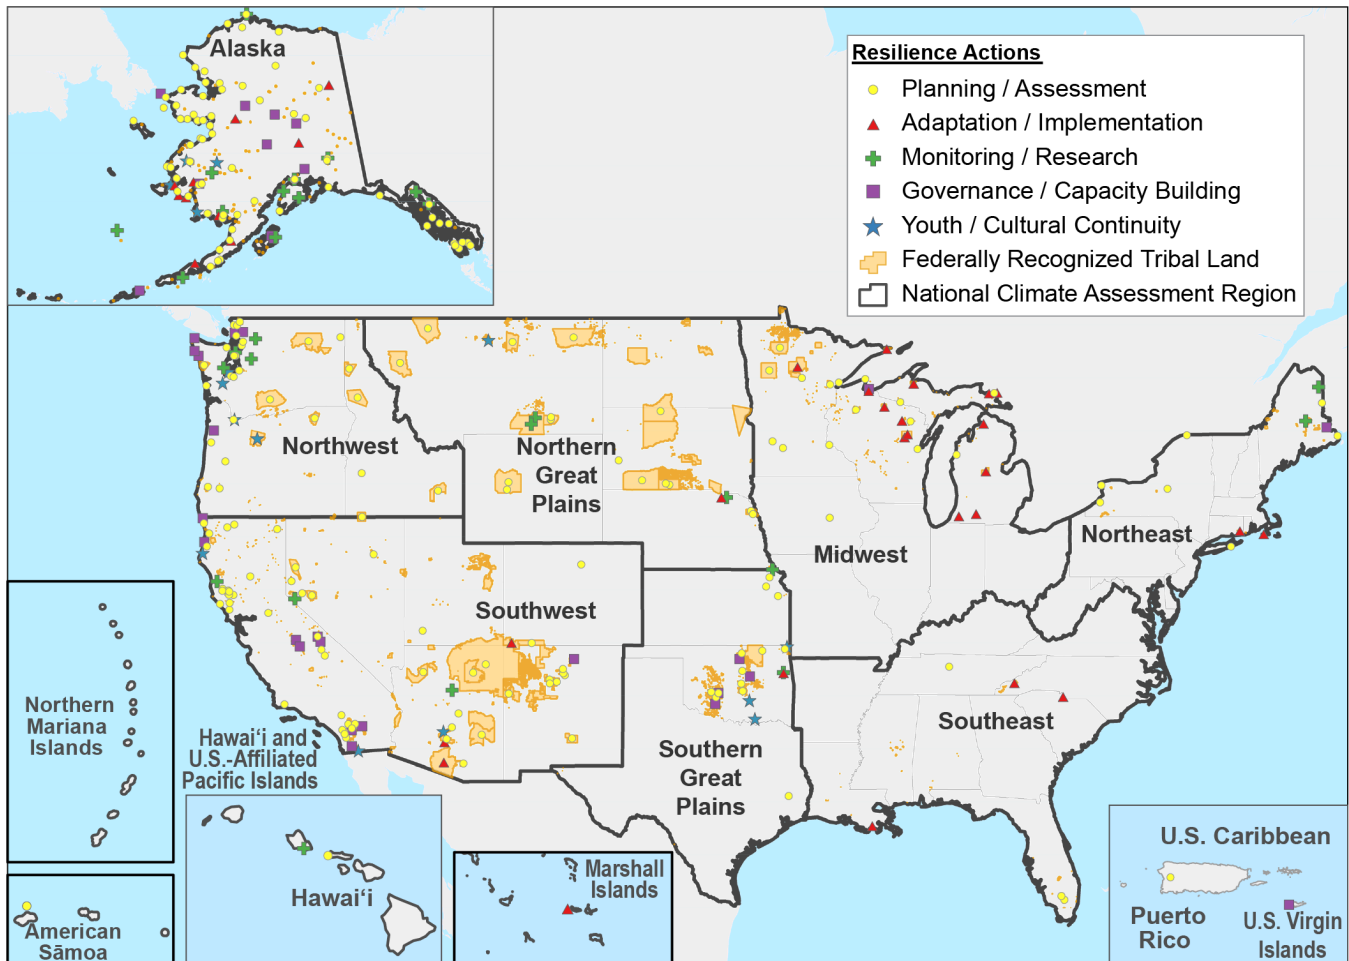 Alaska
Resilience Actions
Planning / Assessment
Adaptation / Implementation
Monitoring / Research
Governance / Capacity Building
Youth / Cultural Continuity
Federally Recognized Tribal Land
National Climate Assessment Region
Northwest
Northern
Great
Plains
Midwest
Northeast
Southwest
Southeast
Southern
Great
Plains
Northern
Mariana
Islands
Hawaiʻi and
U.S.-Affiliated
Pacific Islands
Hawaiʻi
American
Sāmoa
Marshall
Islands
U.S. Caribbean
Puerto
Rico
U.S. Virgin
Islands